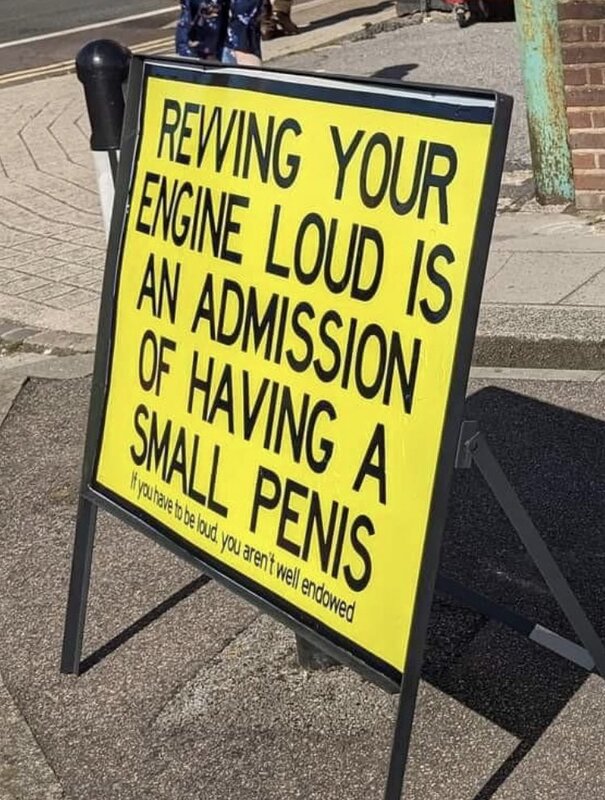 REVVING YOUR
ENGINE LOUD IS
AN ADMISSION
OF HAVING A
SMALL PENIS
If you have to be loud, you aren't well endowed